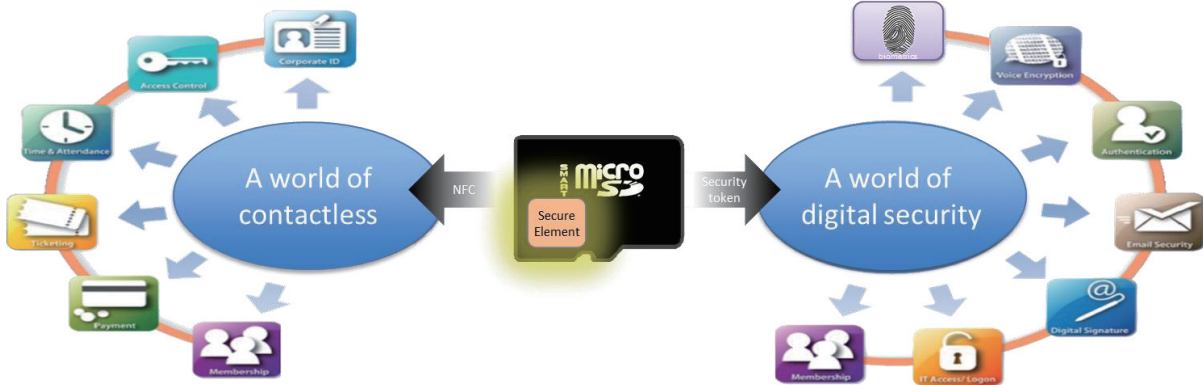 Corporate ID
Access Control
Time & Attendance
Ticketing
Payment
Membership
A world of
contactless
NFC
SMART
Micro
SD
Secure
Element
Security
token
A world of
digital security
biometrics
Voice Encryption
Authentication
Email Security
Digital Signature
@
IT Access/ Logon
Membership